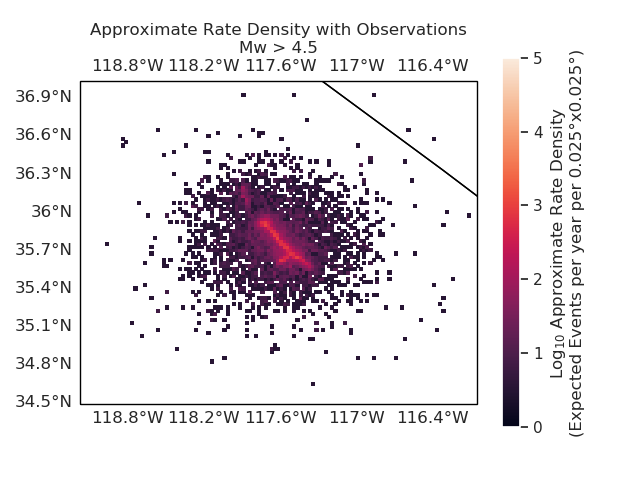 Approximate Rate Density with Observations
Mw > 4.5
118.8°W 118.2°W 117.6°W 117°W 116.4°W
36.9°N
36.6°N
36.3°N
36°N
35.7°N
35.4°N
35.1°N
34.8°N
34.5°N
118.8°W 118.2°W 117.6°W 117°W 116.4°W
5
4
3
2
1
0
Log₁₀ Approximate Rate Density
(Expected Events per year per 0.025°x0.025°)